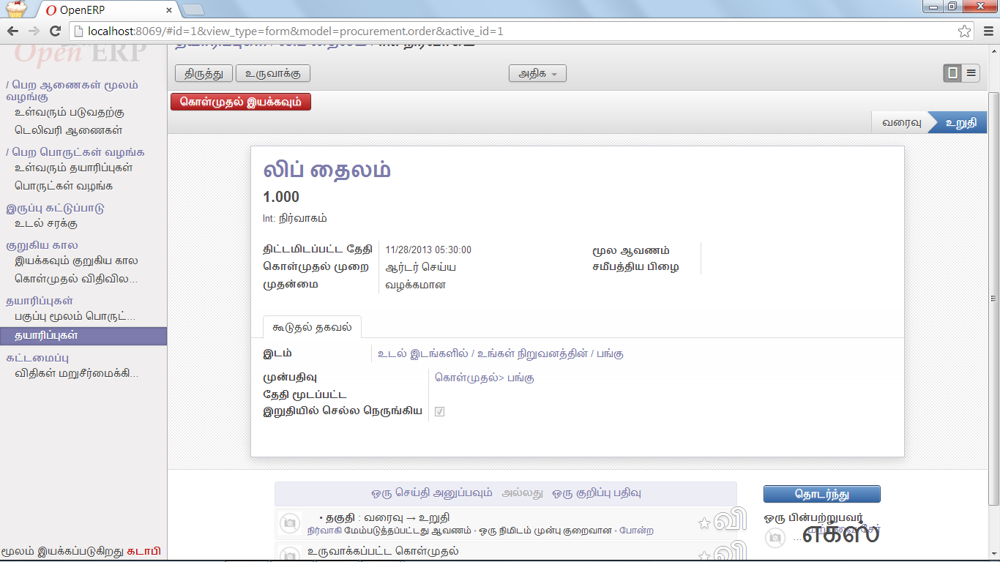 OpenERP
localhost:8069/#id=1&view_type=form&model=procurement.order&active_id=1
Open ERP
/ பெற ஆணைகள் மூலம்
வழங்கு
உள்வரும் படுவதற்கு
டெலிவரி ஆணைகள்
/ பெற பொருட்கள் வழங்க
உள்வரும் தயாரிப்புகள்
பொருட்கள் வழங்க
இருப்பு கட்டுப்பாடு
உடல் சரக்கு
குறுகிய கால
இயக்கவும் குறுகிய கால
கொள்முதல் விதிவில...
தயாரிப்புகள்
பகுப்பு மூலம் பொருட்...
தயாரிப்புகள்
கட்டமைப்பு
விதிகள் மறுசீர்மைக்கி...
மூலம் இயக்கப்படுகிறது கடாபி
திருத்து உருவாக்கு அதிக
கொள்முதல் இயக்கவும்
வரைவு உறுதி
லிப் தைலம்
1.000
Int: நிர்வாகம்
திட்டமிடப்பட்ட தேதி 11/28/2013 05:30:00
கொள்முதல் முறை ஆர்டர் செய்ய
முதன்மை வழக்கமான
மூல ஆவணம்
சமீபத்திய பிழை
கூடுதல் தகவல்
இடம் உடல் இடங்களில் / உங்கள் நிறுவனத்தின் / பங்கு
முன்பதிவு கொள்முதல்> பங்கு
தேதி மூடப்பட்ட
இறுதியில் செல்ல நெருங்கிய
ஒரு செய்தி அனுப்பவும் அல்லது ஒரு குறிப்பு பதிவு
• தகுதி : வரைவு → உறுதி
நிர்வாகி மேம்படுத்தப்பட்டது ஆவணம் • ஒரு நிமிடம் முன்பு குறைவான • போன்ற
வி
உருவாக்கப்பட்ட கொள்முதல்
வி
தொடர்ந்து
ஒரு பின்பற்றுபவர்
... எகஸ்